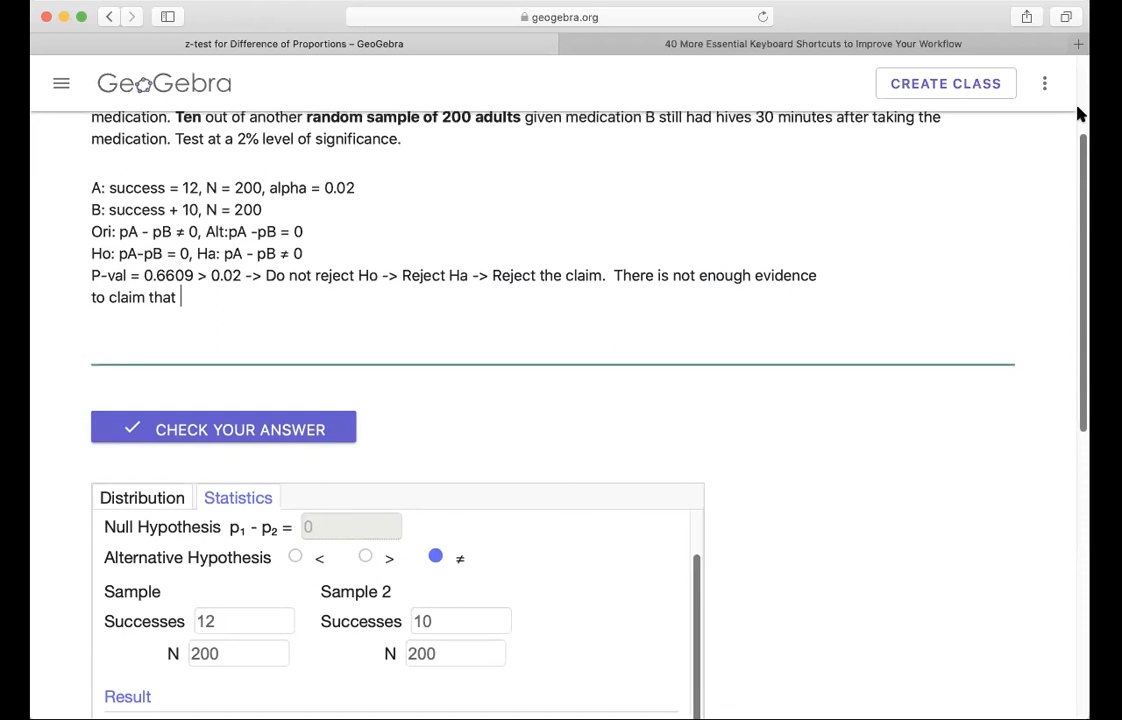 geogebra.org
z-test for Difference of Proportions – GeoGebra
40 More Essential Keyboard Shortcuts to Improve Your Workflow
GeoGebra
CREATE CLASS
medication. Ten out of another random sample of 200 adults given medication B still had hives 30 minutes after taking the
medication. Test at a 2% level of significance.
A: success = 12, N = 200, alpha = 0.02
B: success + 10, N = 200
Ori: pA - pB ≠ 0, Alt:pA -pB = 0
Ho: pA-pB = 0, Ha: pA - pB ≠ 0
P-val = 0.6609 > 0.02 -> Do not reject Ho -> Reject Ha -> Reject the claim.  There is not enough evidence
to claim that
CHECK YOUR ANSWER
Distribution Statistics
Null Hypothesis p₁ - p₂ = 0
Alternative Hypothesis < > ≠
Sample Sample 2
Successes 12 Successes 10
N 200 N 200
Result